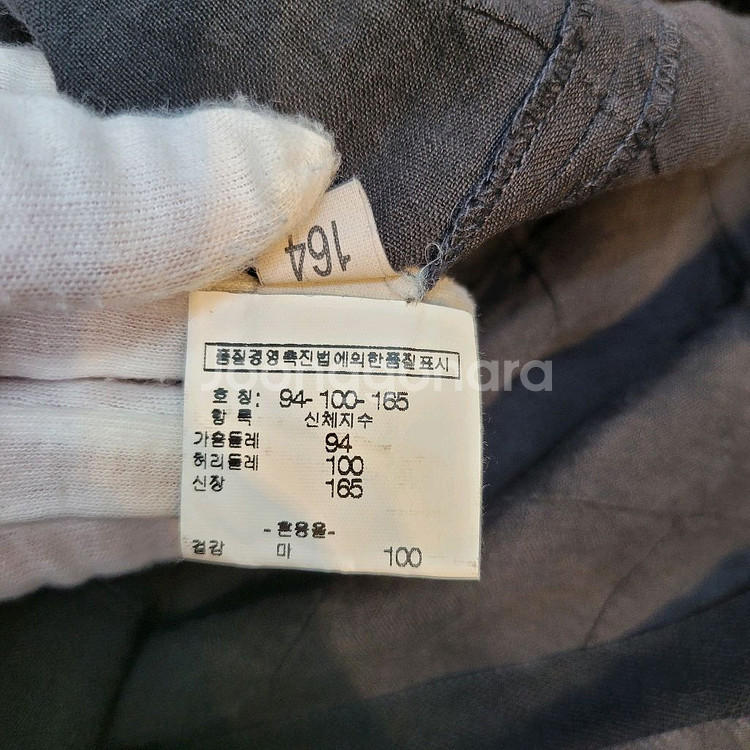 164
품질경영촉진법에의한품질표시
호 칭: 94-100-165
항 목 신체지수
가슴둘레 94
허리둘레 100
신장 165
-혼용율-
겉감 마 100